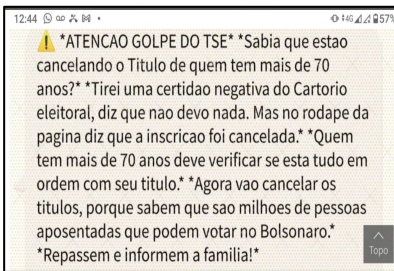 12:44
4G 57%
⚠ *ATENCAO GOLPE DO TSE* *Sabia que estao
cancelando o Titulo de quem tem mais de 70
anos?* *Tirei uma certidao negativa do Cartorio
eleitoral, diz que nao devo nada. Mas no rodape da
pagina diz que a inscricao foi cancelada.* *Quem
tem mais de 70 anos deve verificar se esta tudo em
ordem com seu titulo.* *Agora vao cancelar os
titulos, porque sabem que sao milhoes de pessoas
aposentadas que podem votar no Bolsonaro.*
*Repassem e informem a familia!*
Topo